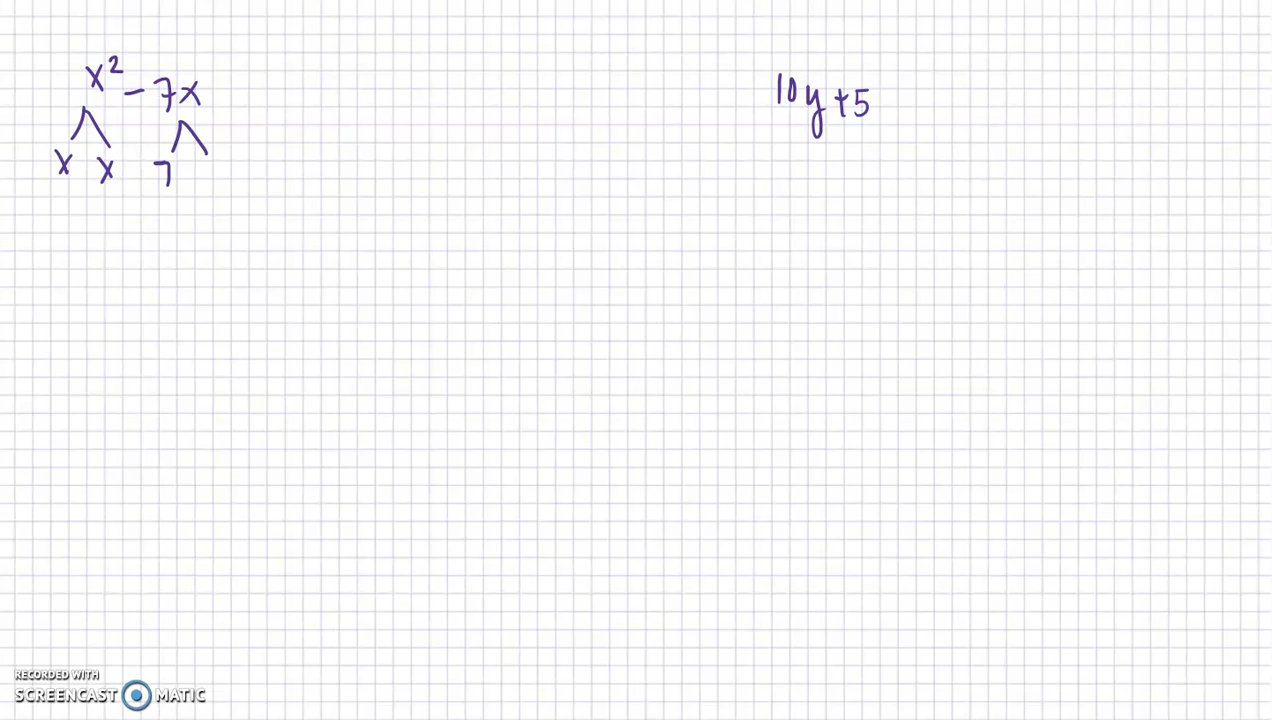 x² - 7x
x x 7
10y + 5
RECORDED WITH
SCREENCAST MATIC